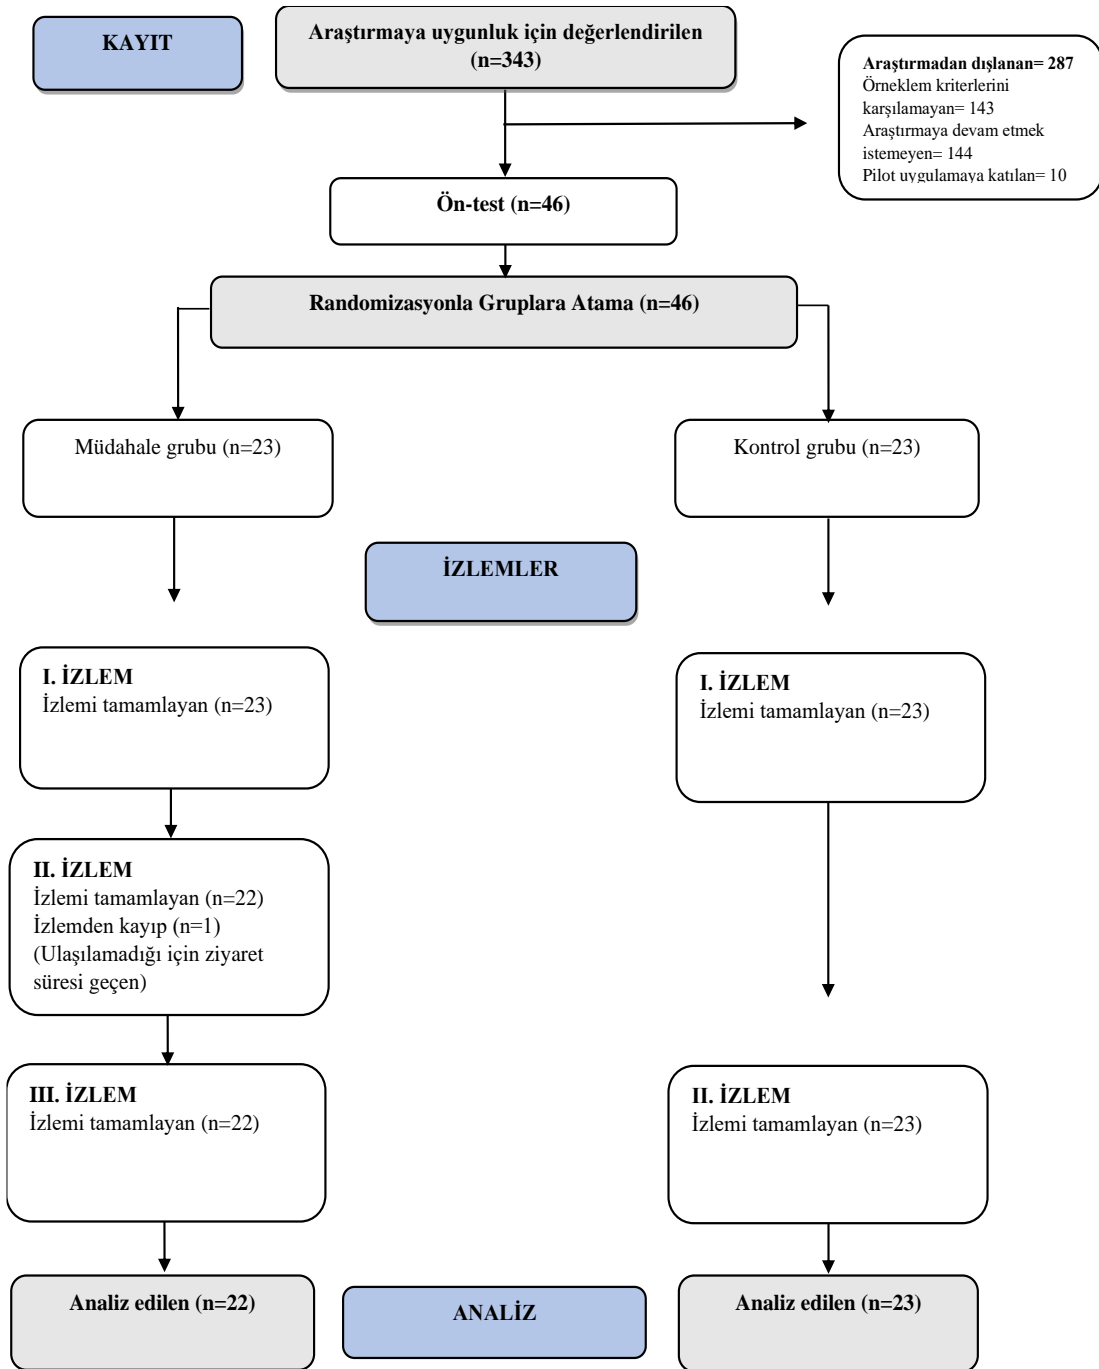 KAYIT
Araştırmaya uygunluk için değerlendirilen
(n=343)
Araştırmadan dışlanan= 287
Örneklem kriterlerini
karşılamayan= 143
Araştırmaya devam etmek
istemeyen= 144
Pilot uygulamaya katılan= 10
Ön-test (n=46)
Randomizasyonla Gruplara Atama (n=46)
Müdahale grubu (n=23)
Kontrol grubu (n=23)
İZLEMLER
I. İZLEM
İzlemi tamamlayan (n=23)
I. İZLEM
İzlemi tamamlayan (n=23)
II. İZLEM
İzlemi tamamlayan (n=22)
İzlemden kayıp (n=1)
(Ulaşılamadığı için ziyaret
süresi geçen)
III. İZLEM
İzlemi tamamlayan (n=22)
II. İZLEM
İzlemi tamamlayan (n=23)
Analiz edilen (n=22)
ANALİZ
Analiz edilen (n=23)